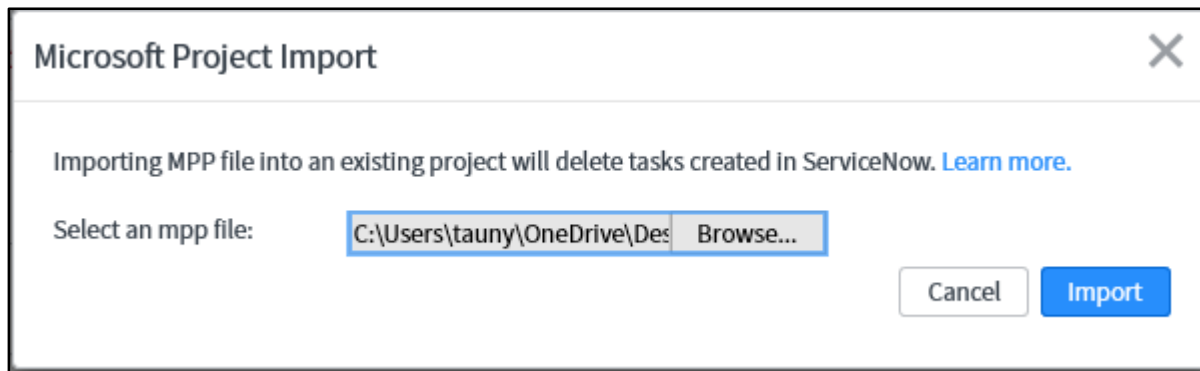 Microsoft Project Import
Importing MPP file into an existing project will delete tasks created in ServiceNow. Learn more.
Select an mpp file: C:\Users\tauny\OneDrive\Des Browse...
Cancel Import